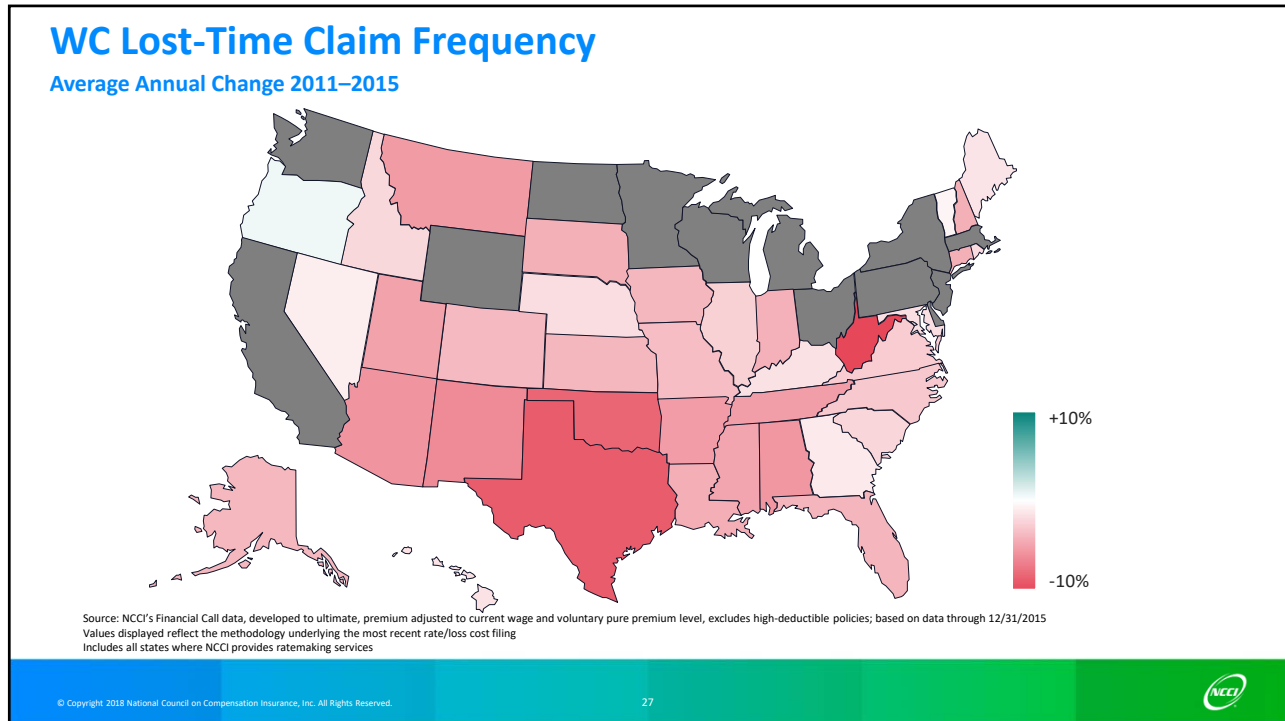 WC Lost-Time Claim Frequency
Average Annual Change 2011–2015
+10%
-10%
Source: NCCI's Financial Call data, developed to ultimate, premium adjusted to current wage and voluntary pure premium level, excludes high-deductible policies; based on data through 12/31/2015
Values displayed reflect the methodology underlying the most recent rate/loss cost filing
Includes all states where NCCI provides ratemaking services
© Copyright 2018 National Council on Compensation Insurance, Inc. All Rights Reserved.
27
NCCI